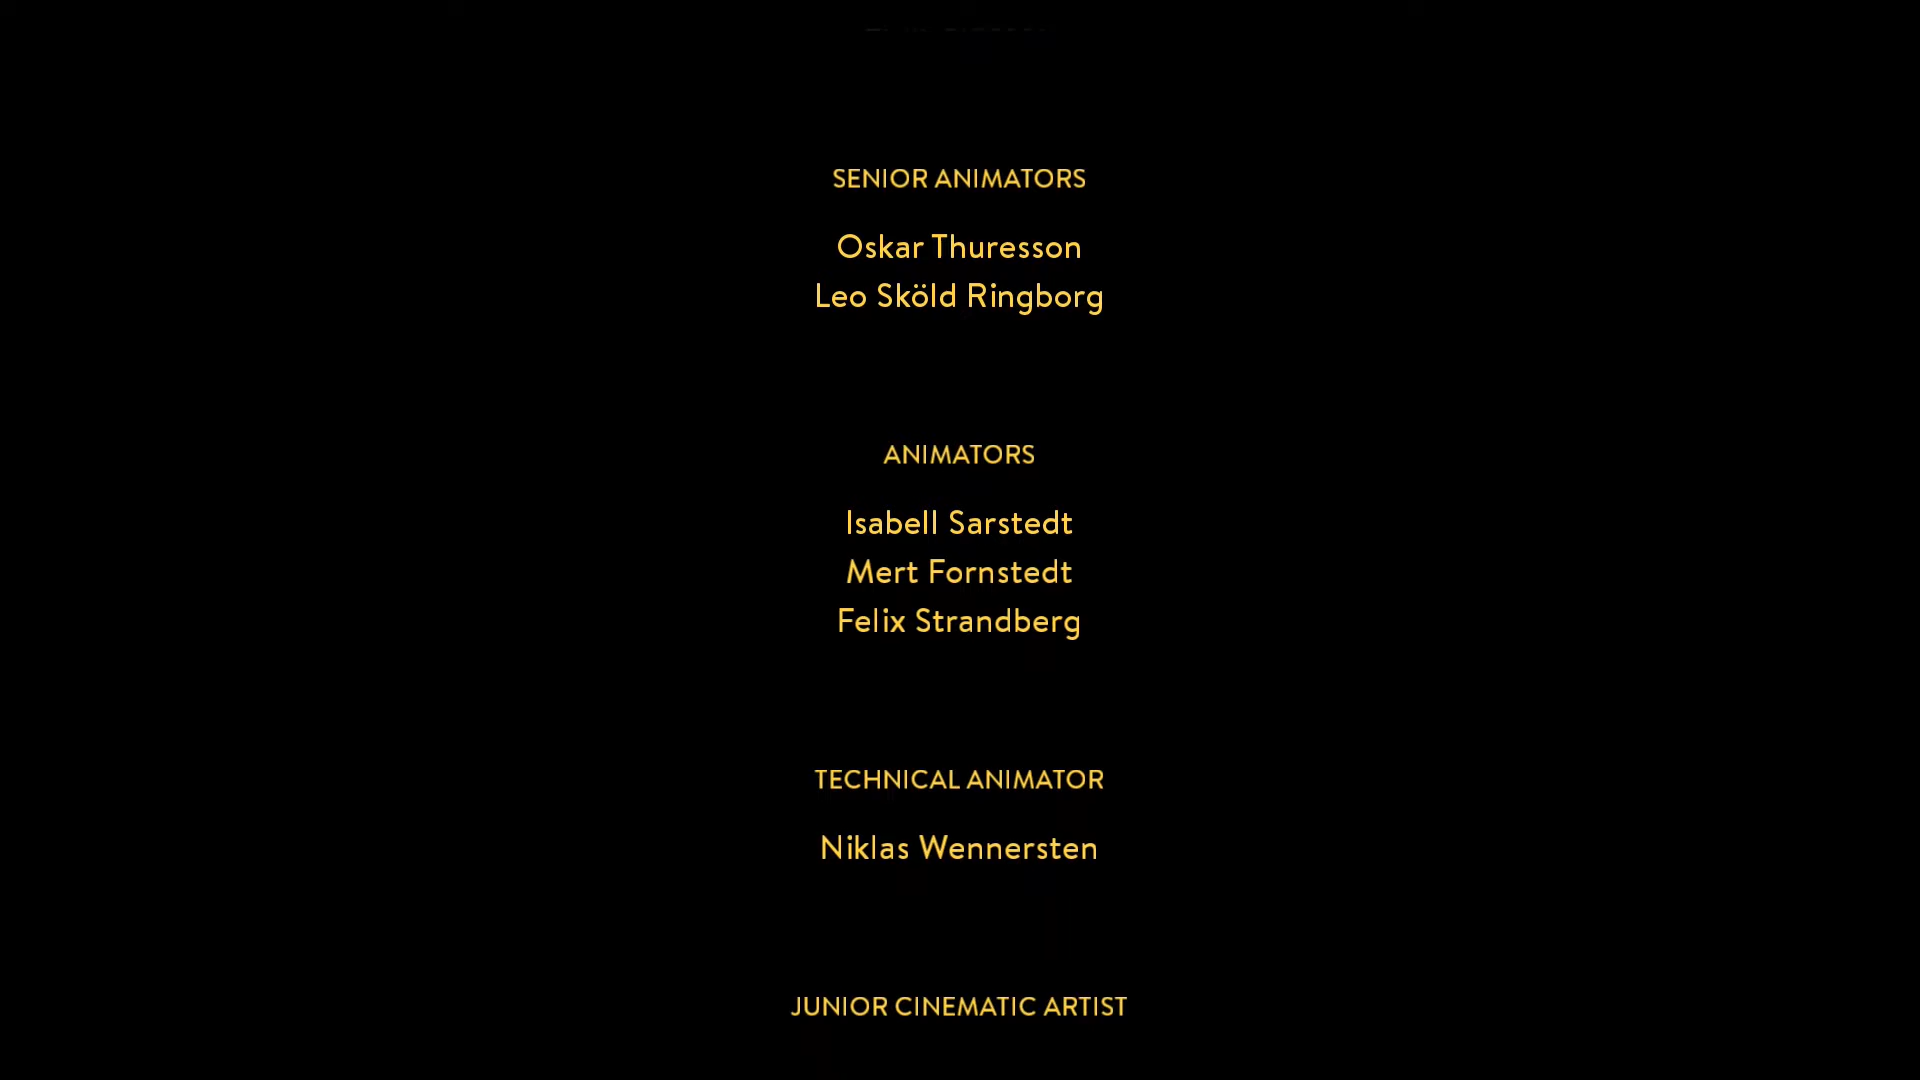 SENIOR ANIMATORS
Oskar Thuresson
Leo Sköld Ringborg
ANIMATORS
Isabell Sarstedt
Mert Fornstedt
Felix Strandberg
TECHNICAL ANIMATOR
Niklas Wennersten
JUNIOR CINEMATIC ARTIST